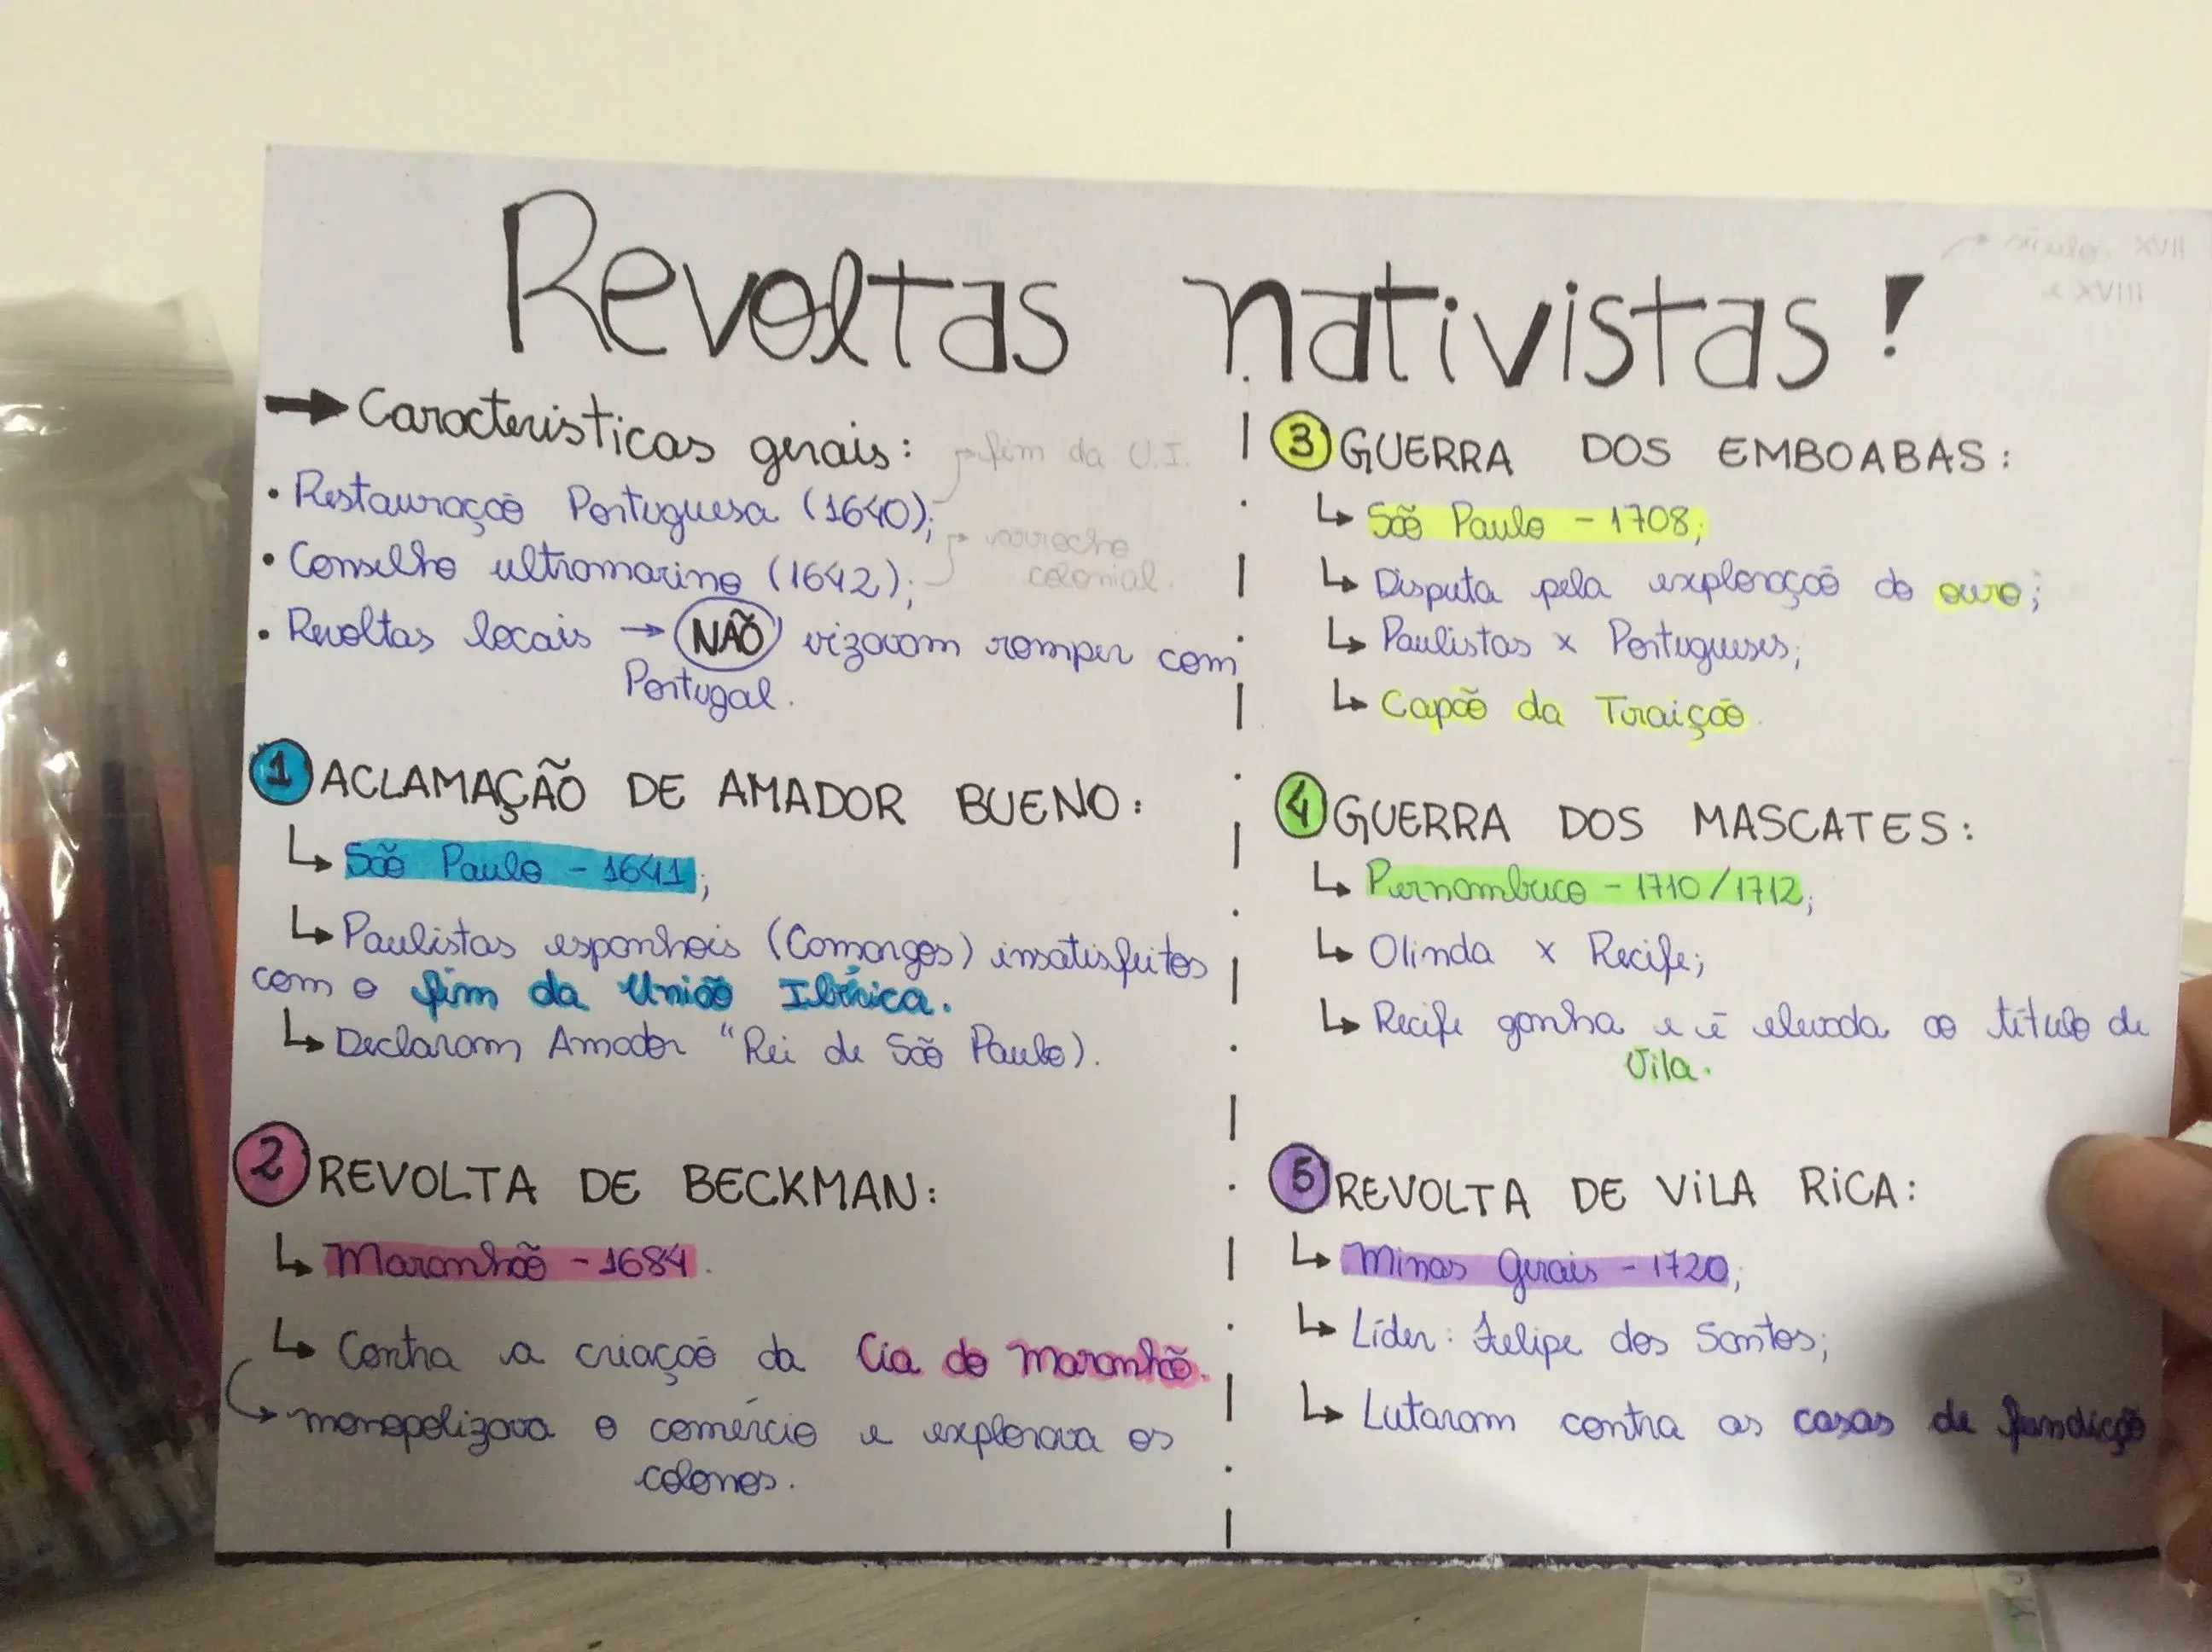 Revoltas nativistas!
→ Características gerais:
→ fim da U.I.
• Restauração Portuguesa (1640);
• Conselho ultramarino (1642);
→ arrocho
colonial.
• Revoltas locais → NÃO vizavam romper com
Portugal.
1 ACLAMAÇÃO DE AMADOR BUENO:
↳ São Paulo - 1641;
↳ Paulistas espanhois (Camargos) insatisfeitos
com o fim da União Ibérica.
↳ Declaram Amador "Rei de São Paulo).
2 REVOLTA DE BECKMAN:
↳ Maranhão - 1684.
↳ Contra a criação da Cia do Maranhão.
↳ monopolizava o comércio e explorava os
colonos.
3 GUERRA DOS EMBOABAS:
↳ São Paulo - 1708;
↳ Disputa pela exploração do ouro;
↳ Paulistas x Portugueses;
↳ Capão da Traição.
4 GUERRA DOS MASCATES:
↳ Pernambuco - 1710/1712;
↳ Olinda x Recife;
↳ Recife ganha e é elevada ao título de
Vila.
5 REVOLTA DE VILA RICA:
↳ Minas Gerais - 1720;
↳ Líder: Felipe dos Santos;
↳ Lutaram contra as casas de fundição